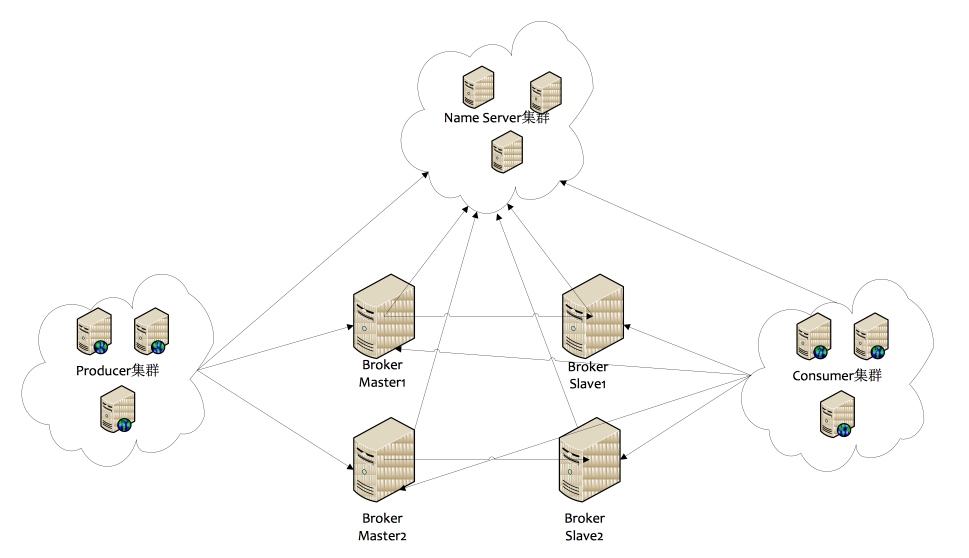 Name Server集群
Producer集群
Broker
Master1
Broker
Slave1
Consumer集群
Broker
Master2
Broker
Slave2